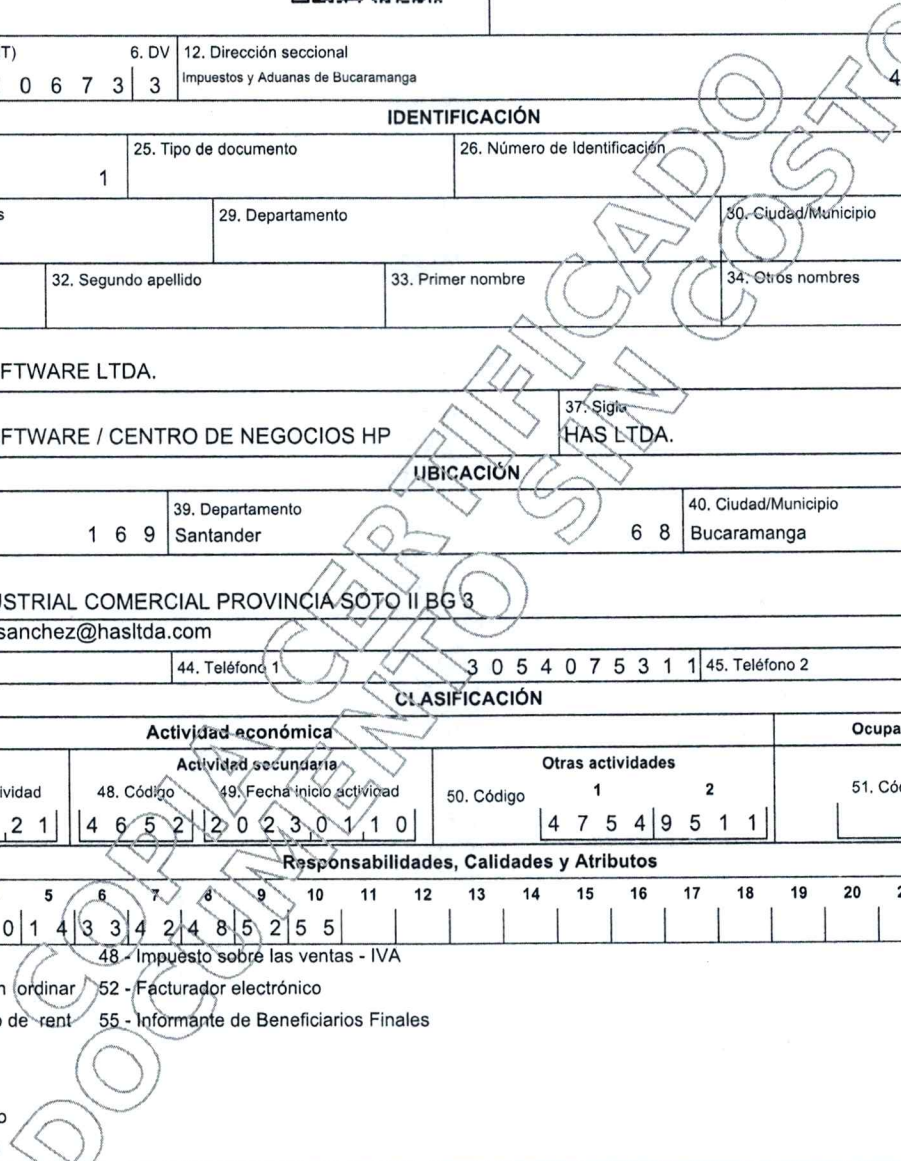 T) 6. DV 12. Dirección seccional
0 6 7 3 3 Impuestos y Aduanas de Bucaramanga 4
IDENTIFICACIÓN
25. Tipo de documento 26. Número de Identificación
1
s 29. Departamento 30. Ciudad/Municipio
32. Segundo apellido 33. Primer nombre 34. Otros nombres
FTWARE LTDA.
37. Sigla
FTWARE / CENTRO DE NEGOCIOS HP HAS LTDA.
UBICACIÓN
39. Departamento 40. Ciudad/Municipio
1 6 9 Santander 6 8 Bucaramanga
USTRIAL COMERCIAL PROVINCIA SOTO II BG 3
sanchez@hasltda.com
44. Teléfono 1 3 0 5 4 0 7 5 3 1 1 45. Teléfono 2
CLASIFICACIÓN
Actividad económica Ocupa
Actividad secundaria Otras actividades
ividad 48. Código 49. Fecha inicio actividad 50. Código 1 2 51. Có
2 1 4 6 5 2 2 0 2 3 0 1 1 0 4 7 5 4 9 5 1 1
Responsabilidades, Calidades y Atributos
5 6 7 8 9 10 11 12 13 14 15 16 17 18 19 20 2
0 1 4 3 3 4 2 4 8 5 2 5 5
48 - Impuesto sobre las ventas - IVA
n ordinar 52 - Facturador electrónico
o de rent 55 - Informante de Beneficiarios Finales
o
COPIA CERTIFICADO
DOCUMENTO SIN COSTO